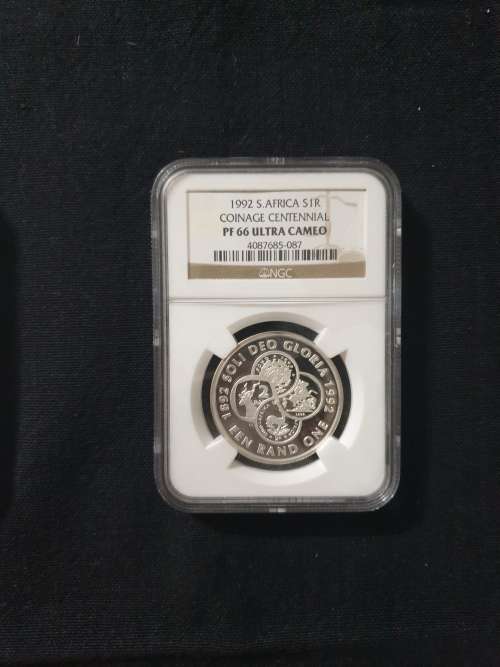 1992 S.AFRICA S1R
COINAGE CENTENNIAL
PF 66 ULTRA CAMEO
4087685-087
NGC
1892 SOLI DEO GLORIA 1992
EEN RAND ONE
2